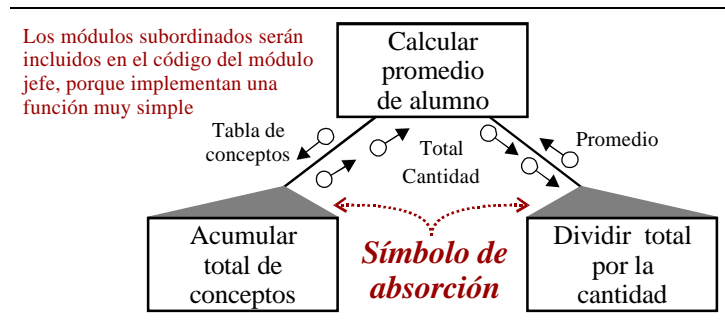 Los módulos subordinados serán
incluidos en el código del módulo
jefe, porque implementan una
función muy simple
Calcular
promedio
de alumno
Tabla de
conceptos
Total
Cantidad
Promedio
Acumular
total de
conceptos
Símbolo de
absorción
Dividir total
por la
cantidad